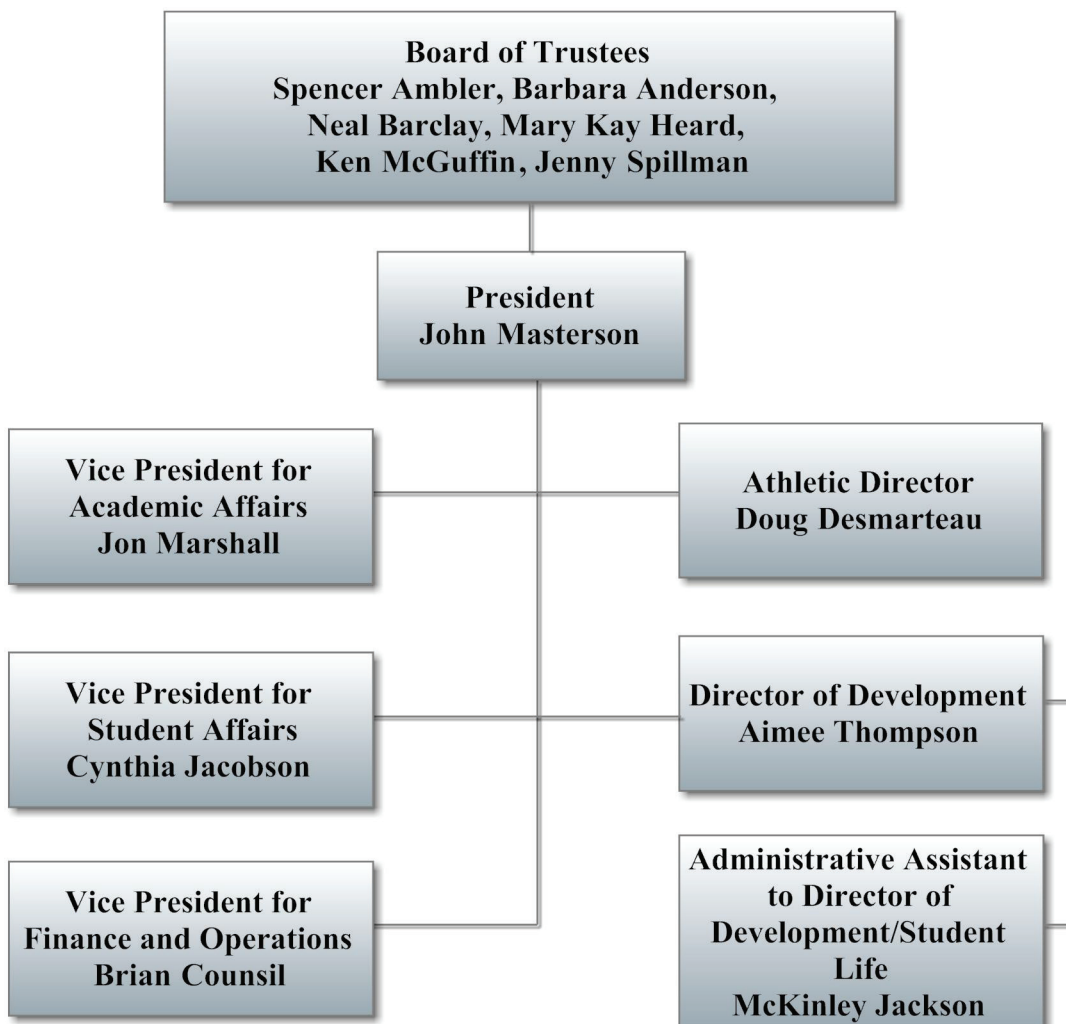 Board of Trustees
Spencer Ambler, Barbara Anderson,
Neal Barclay, Mary Kay Heard,
Ken McGuffin, Jenny Spillman
President
John Masterson
Vice President for
Academic Affairs
Jon Marshall
Athletic Director
Doug Desmarteau
Vice President for
Student Affairs
Cynthia Jacobson
Director of Development
Aimee Thompson
Vice President for
Finance and Operations
Brian Counsil
Administrative Assistant
to Director of
Development/Student
Life
McKinley Jackson